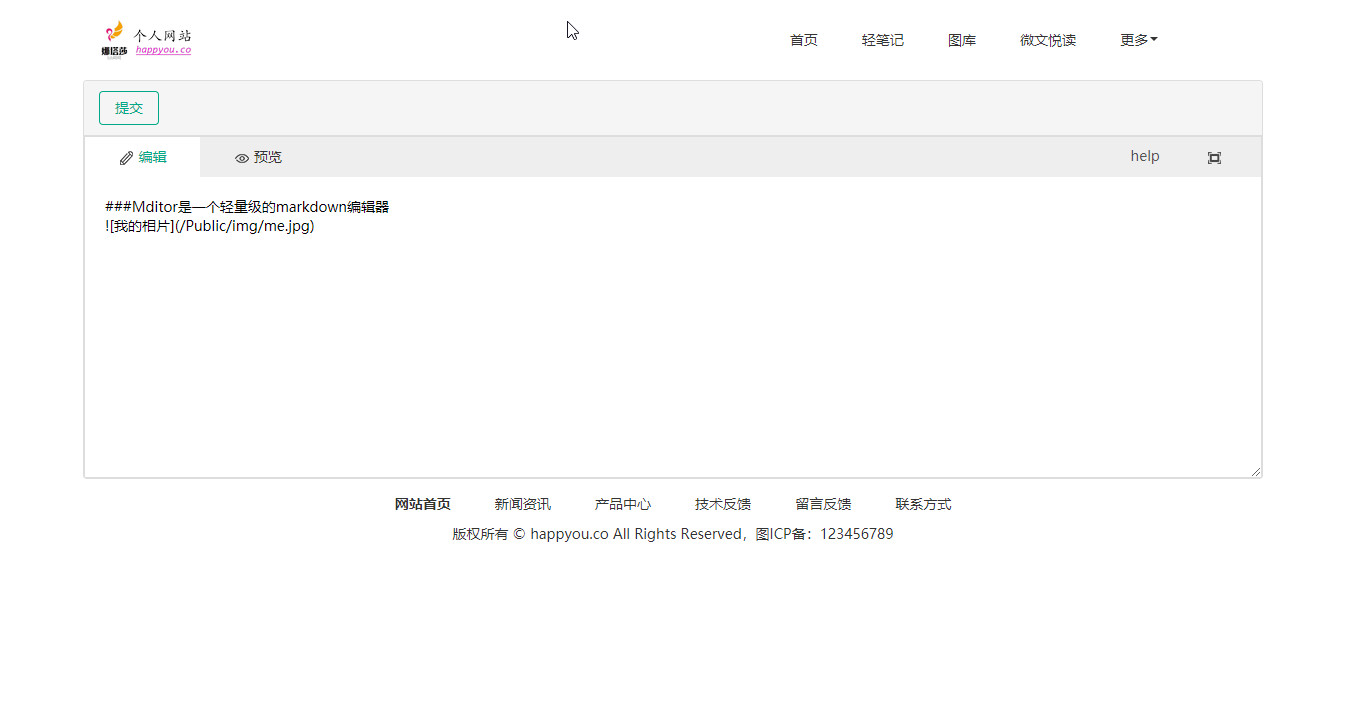 娜塔莎 个人网站
happyou.co
首页 轻笔记 图库 微文悦读 更多
提交
编辑 预览 help
###Mditor是一个轻量级的markdown编辑器
![我的相片](/Public/img/me.jpg)
网站首页 新闻资讯 产品中心 技术反馈 留言反馈 联系方式
版权所有 © happyou.co All Rights Reserved，图ICP备：123456789